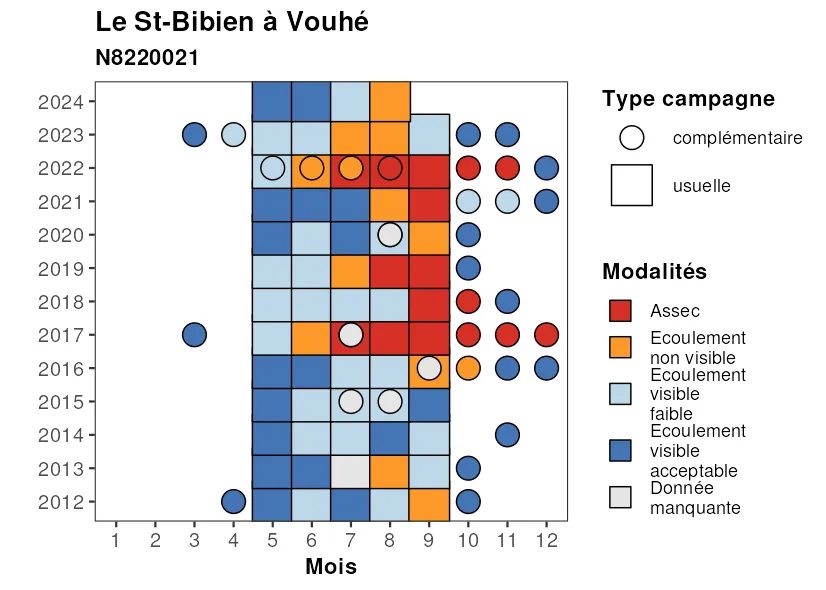 Le St-Bibien à Vouhé
N8220021
2024
2023
2022
2021
2020
2019
2018
2017
2016
2015
2014
2013
2012
1 2 3 4 5 6 7 8 9 10 11 12
Mois
Type campagne
complémentaire
usuelle
Modalités
Assec
Ecoulement
non visible
Ecoulement
visible
faible
Ecoulement
visible
acceptable
Donnée
manquante